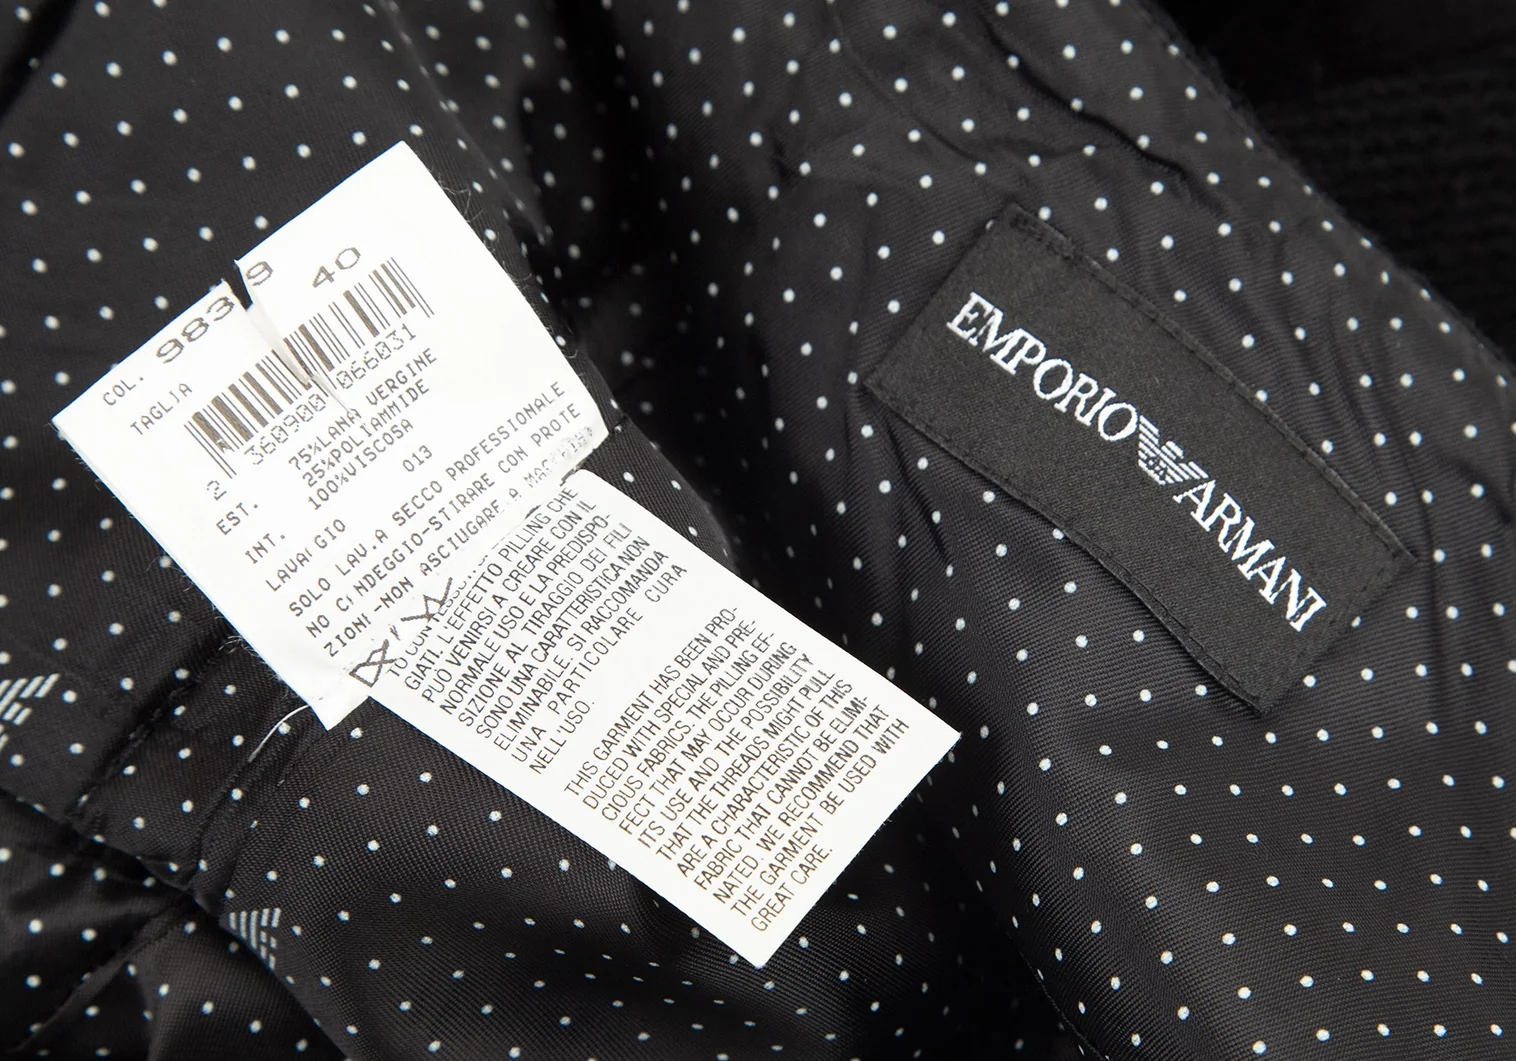 COL. 983 9
TAGLIA 40
2 360900 066031
EST. 75%LANA VERGINE
25%POLIAMMIDE
INT. 100%VISCOSA
013
LAVAGGIO
SOLO LAV.A SECCO PROFESSIONALE
NO CANDEGGIO-STIRARE CON PROTE
ZIONI -NON ASCIUGARE A
PILLING CHE
GIATI. L'EFFETTO
PUÒ VENIRSI A CREARE CON IL
NORMALE USO E LA PREDISPO-
SIZIONE AL TIRAGGIO DEI FILI
SONO UNA CARATTERISTICA NON
ELIMINABILE. SI RACCOMANDA
UNA PARTICOLARE CURA
NELL'USO.
THIS GARMENT HAS BEEN PRO-
DUCED WITH SPECIAL AND PRE-
CIOUS FABRICS. THE PILLING EF-
FECT THAT MAY OCCUR DURING
ITS USE AND THE POSSIBILITY
THAT THE THREADS MIGHT PULL
ARE A CHARACTERISTIC OF THIS
FABRIC THAT CANNOT BE ELIMI-
NATED. WE RECOMMEND THAT
THE GARMENT BE USED WITH
GREAT CARE.
EMPORIO ARMANI